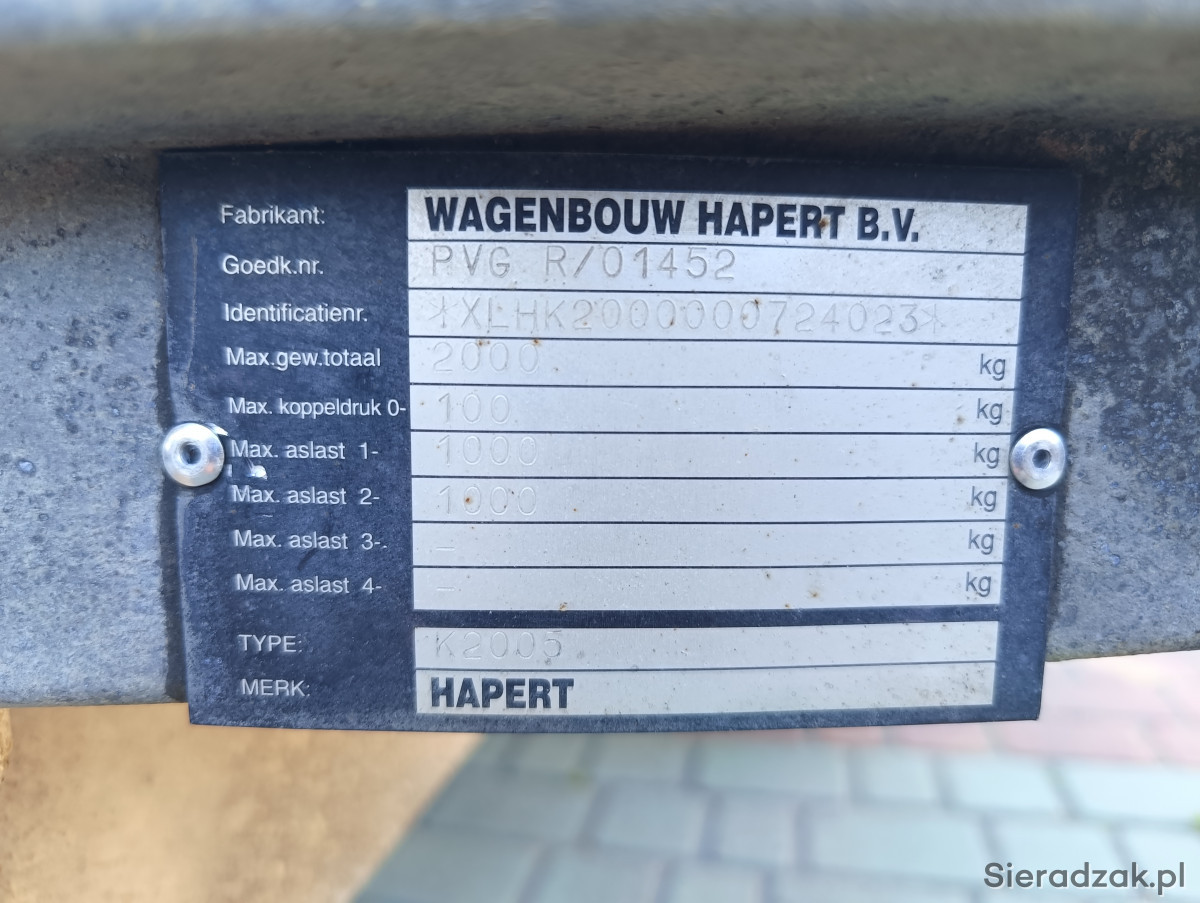 Fabrikant: WAGENBOUW HAPERT B.V.
Goedk.nr. PVG R/01452
Identificatienr. *XLHK2000000724023*
Max.gew.totaal 2000 kg
Max. koppeldruk 0- 100 kg
Max. aslast 1- 1000 kg
Max. aslast 2- 1000 kg
Max. aslast 3- - kg
Max. aslast 4- - kg
TYPE: K2005
MERK: HAPERT
Sieradzak.pl